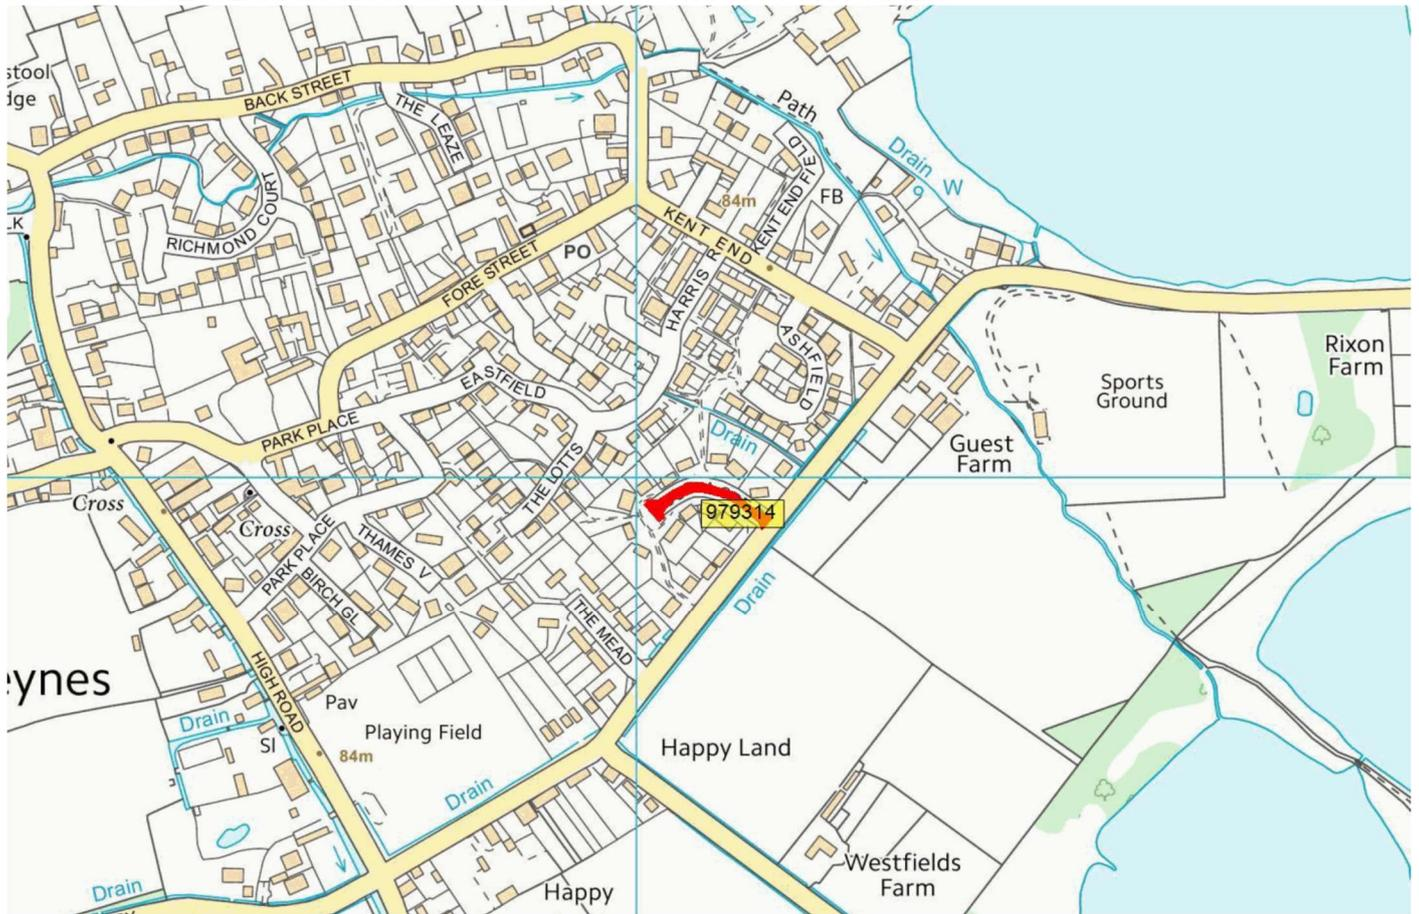 stool
dge
BACK STREET
THE LEAZE
Path
Drain
W
KENT END FIELD
84m
FB
LK
RICHMOND COURT
KENT END
FORE STREET
PO
HARRIS R
ASHFIELD
Rixon
Farm
Sports
Ground
EASTFIELD
PARK PLACE
Drain
Guest
Farm
THE LOTTS
Cross
Cross
979314
PARK PLACE
THAMES V
BIRCH GL
Drain
THE MEAD
eynes
HIGH ROAD
Pav
Drain
Playing Field
SI
84m
Happy Land
Drain
Westfields
Farm
Drain
Happy